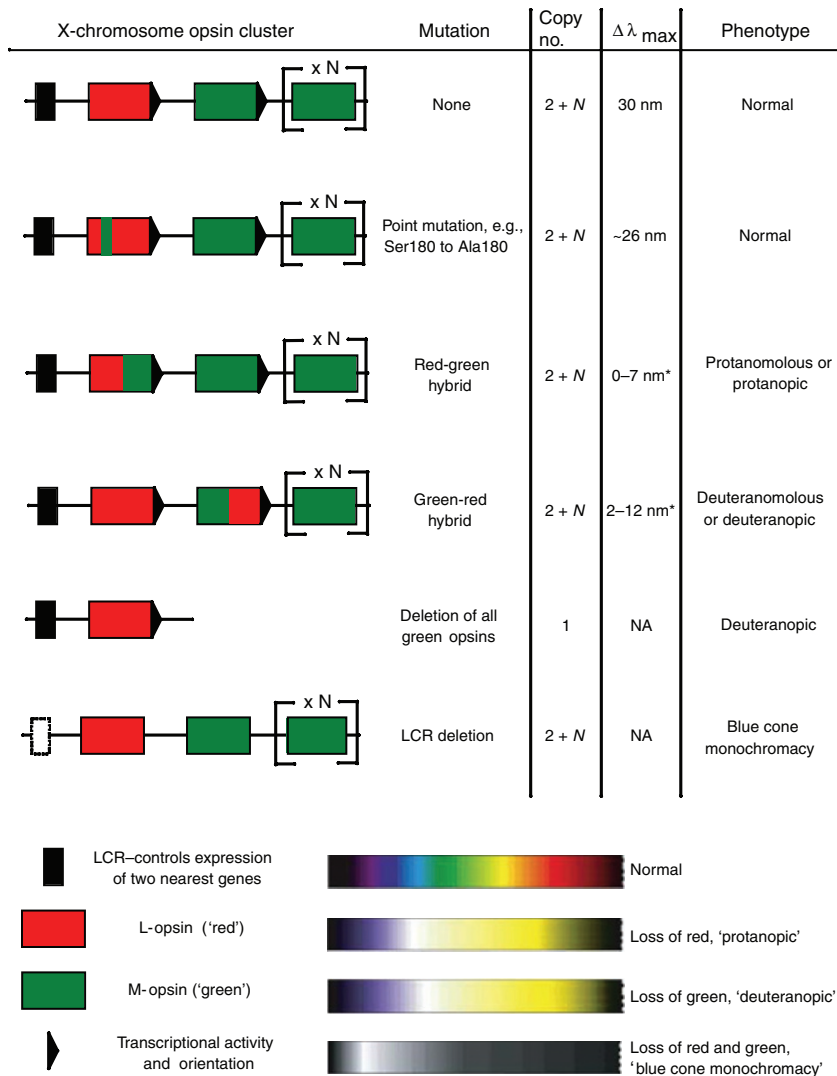 X-chromosome opsin cluster
Mutation
Copy
no.
Δ λ max
Phenotype
x N
None
2 + N
30 nm
Normal
x N
Point mutation, e.g.,
Ser180 to Ala180
2 + N
~26 nm
Normal
x N
Red-green
hybrid
2 + N
0–7 nm*
Protanomolous or
protanopic
x N
Green-red
hybrid
2 + N
2–12 nm*
Deuteranomolous
or deuteranopic
Deletion of all
green opsins
1
NA
Deuteranopic
x N
LCR deletion
2 + N
NA
Blue cone
monochromacy
LCR–controls expression
of two nearest genes
Normal
L-opsin ('red')
Loss of red, 'protanopic'
M-opsin ('green')
Loss of green, 'deuteranopic'
Transcriptional activity
and orientation
Loss of red and green,
'blue cone monochromacy'